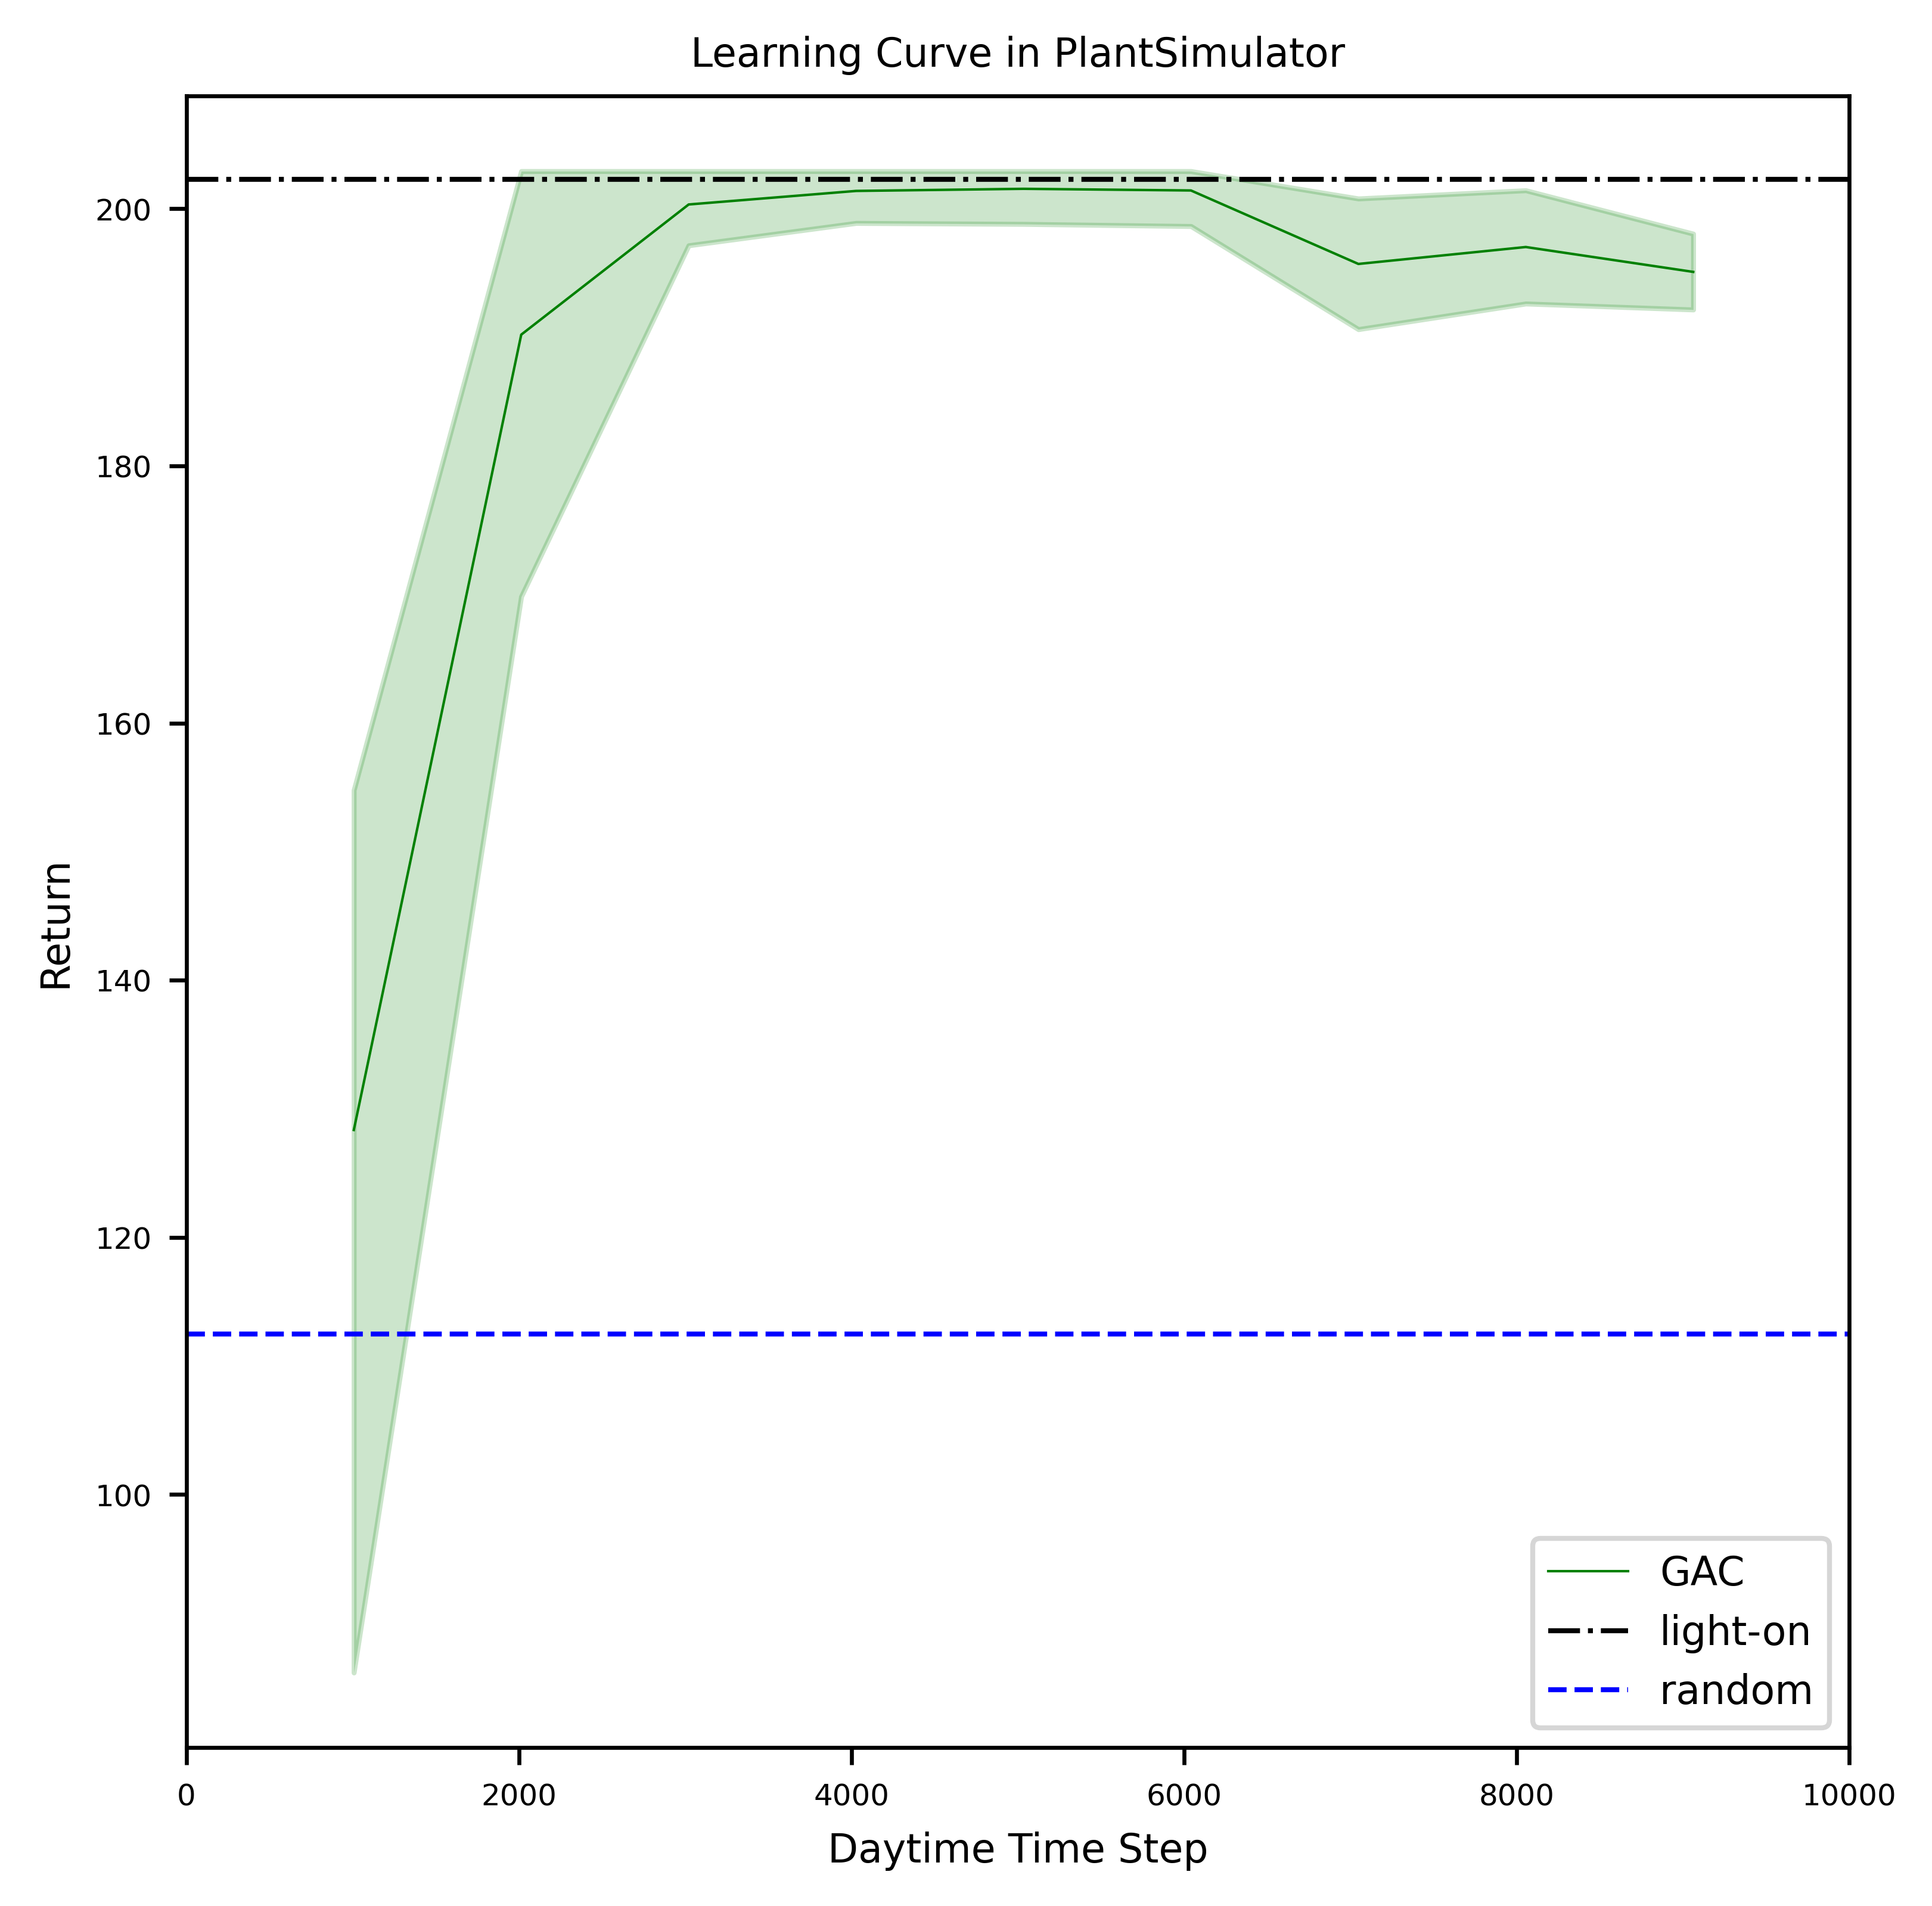 Learning Curve in PlantSimulator
Return
200
180
160
140
120
100
0 2000 4000 6000 8000 10000
Daytime Time Step
GAC
light-on
random